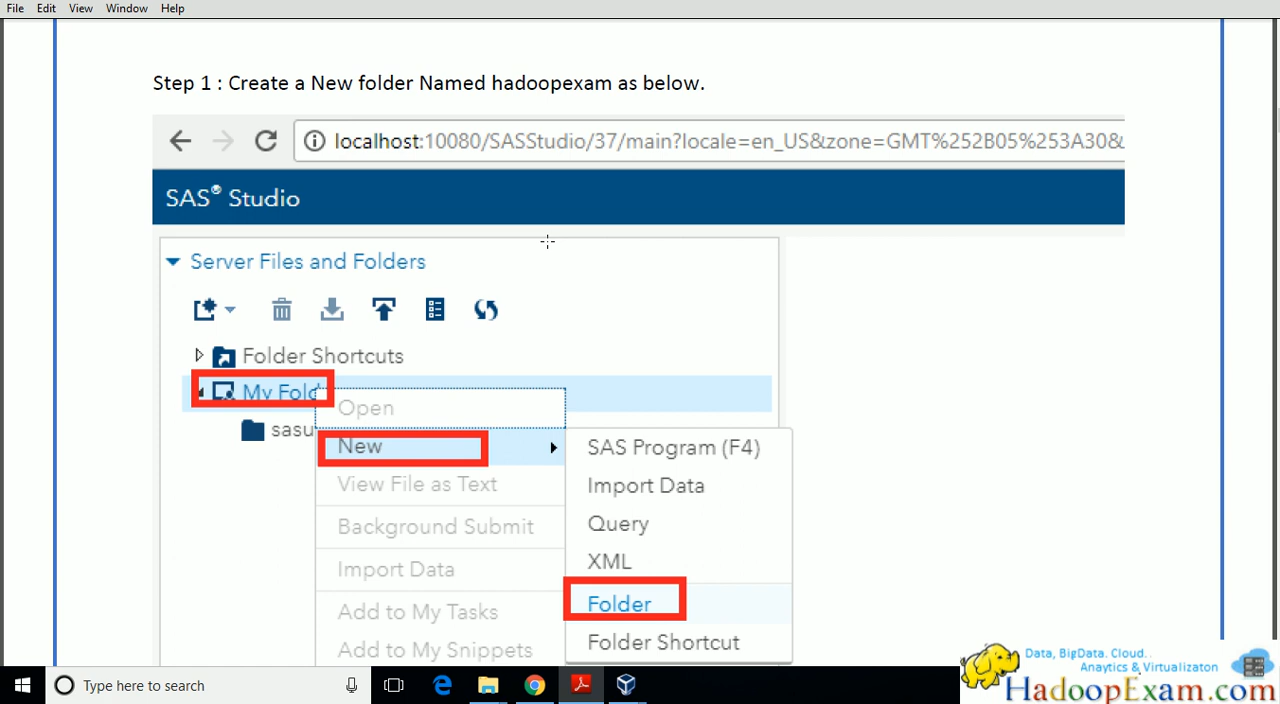 File Edit View Window Help
Step 1 : Create a New folder Named hadoopexam as below.
localhost:10080/SASStudio/37/main?locale=en_US&zone=GMT%252B05%253A30&
SAS® Studio
Server Files and Folders
Folder Shortcuts
My Fold
Open
sasu
New
SAS Program (F4)
View File as Text
Import Data
Background Submit
Query
Import Data
XML
Add to My Tasks
Folder
Add to My Snippets
Folder Shortcut
Type here to search
Data, BigData. Cloud..
Anaytics & Virtualizaton
HadoopExam.com